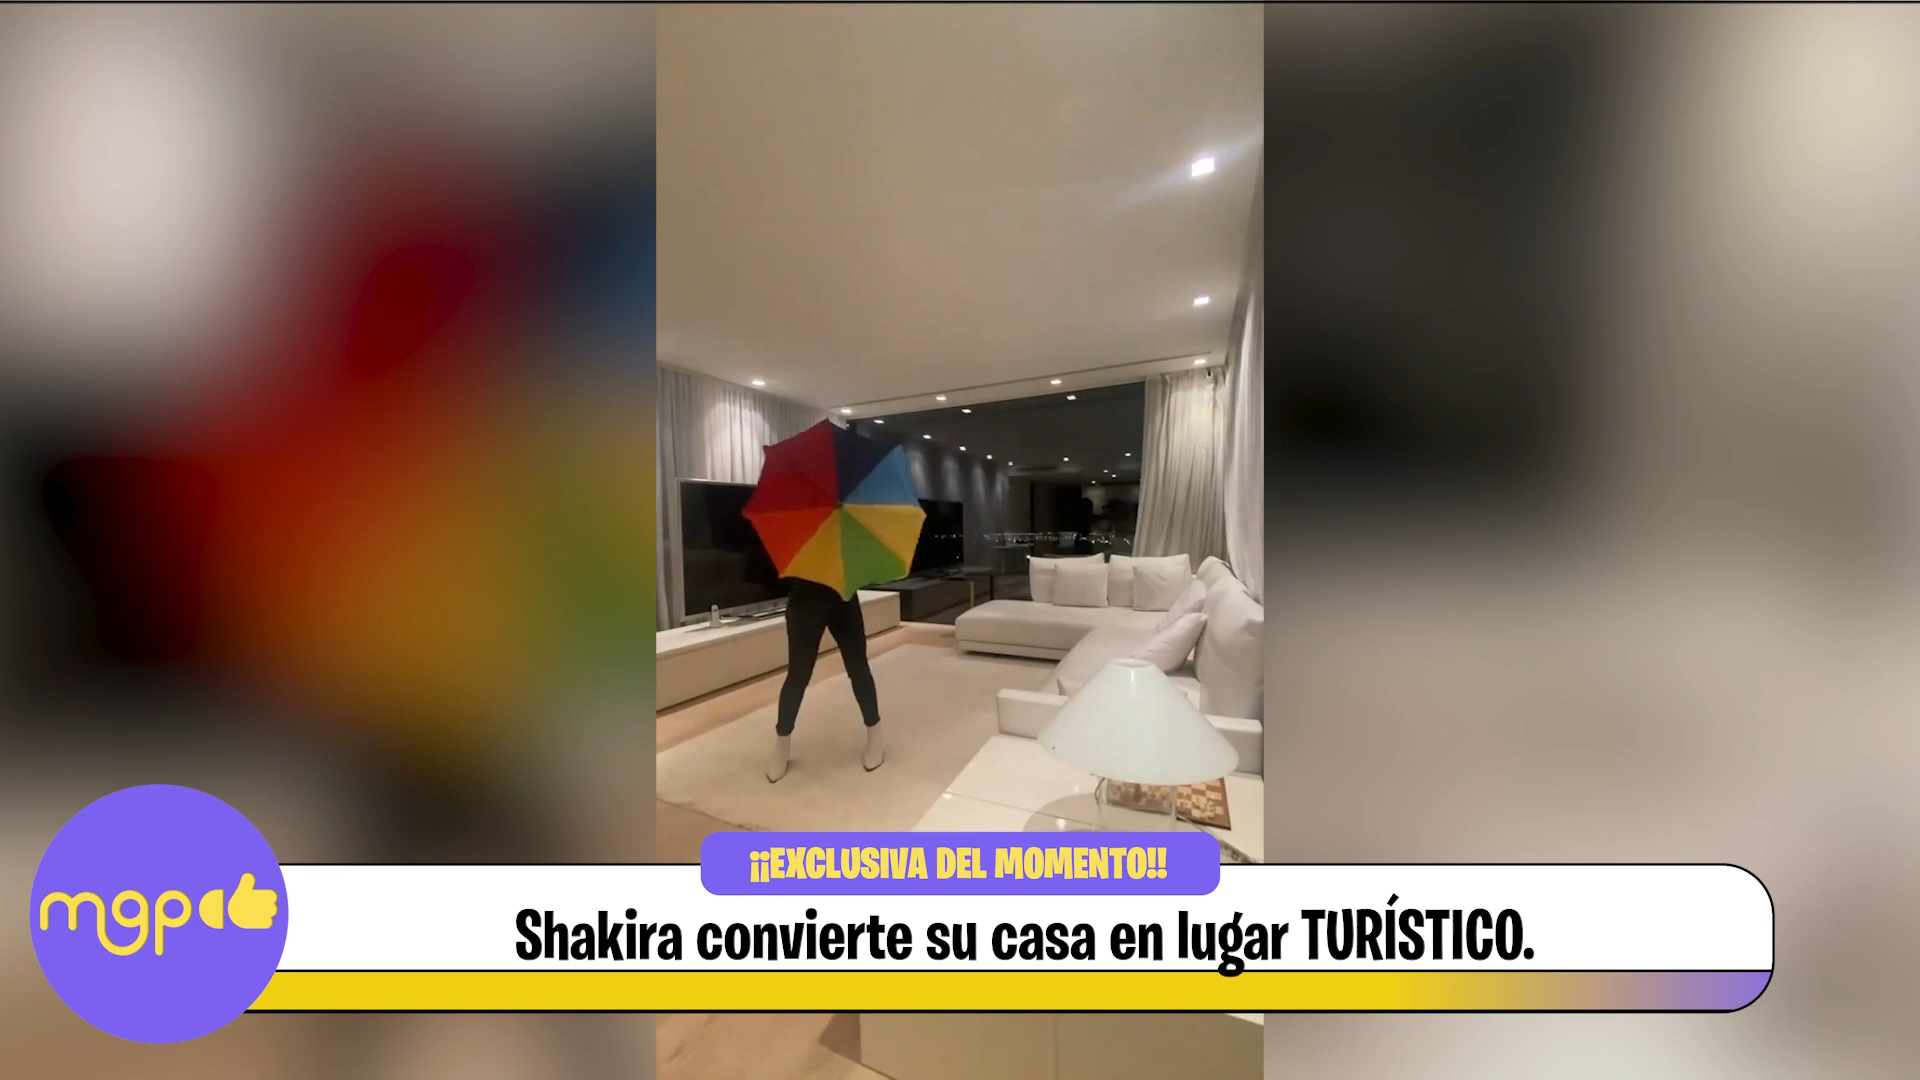 ¡¡EXCLUSIVA DEL MOMENTO!!
mgp
Shakira convierte su casa en lugar TURÍSTICO.